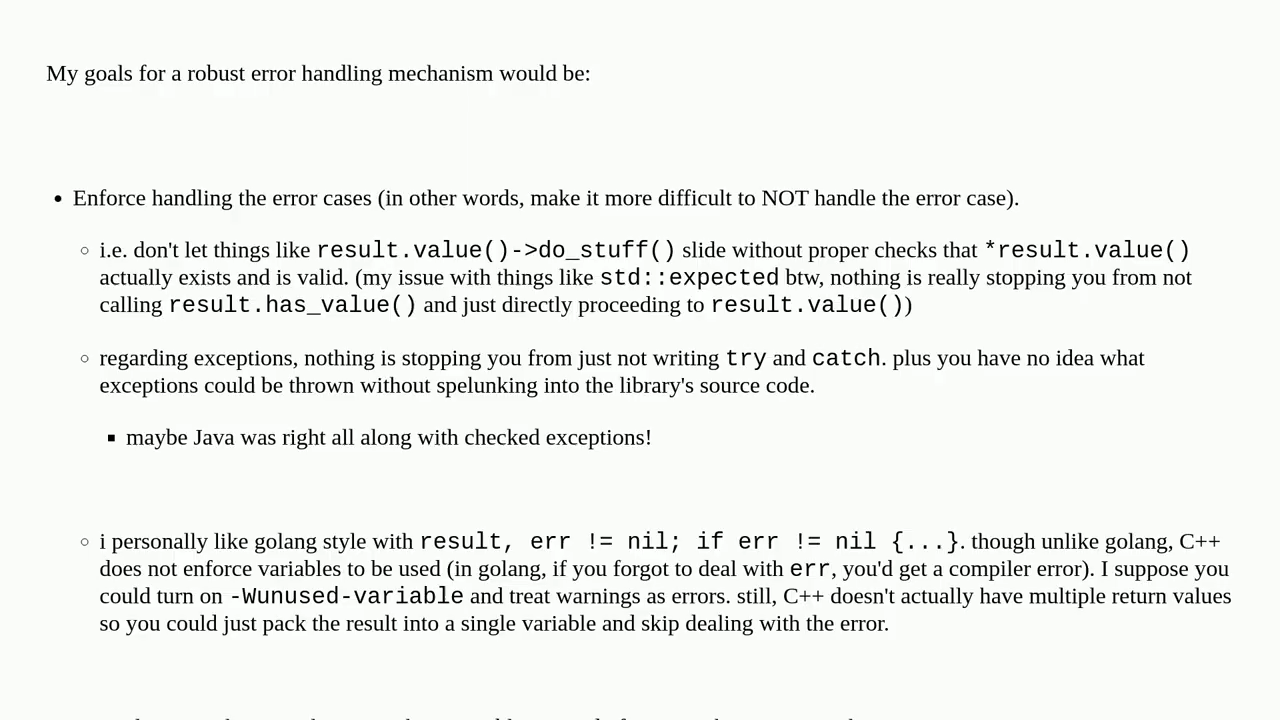 My goals for a robust error handling mechanism would be:
• Enforce handling the error cases (in other words, make it more difficult to NOT handle the error case).
○ i.e. don't let things like result.value()->do_stuff() slide without proper checks that *result.value()
actually exists and is valid. (my issue with things like std::expected btw, nothing is really stopping you from not
calling result.has_value() and just directly proceeding to result.value())
○ regarding exceptions, nothing is stopping you from just not writing try and catch. plus you have no idea what
exceptions could be thrown without spelunking into the library's source code.
▪ maybe Java was right all along with checked exceptions!
○ i personally like golang style with result, err != nil; if err != nil {...}. though unlike golang, C++
does not enforce variables to be used (in golang, if you forgot to deal with err, you'd get a compiler error). I suppose you
could turn on -Wunused-variable and treat warnings as errors. still, C++ doesn't actually have multiple return values
so you could just pack the result into a single variable and skip dealing with the error.